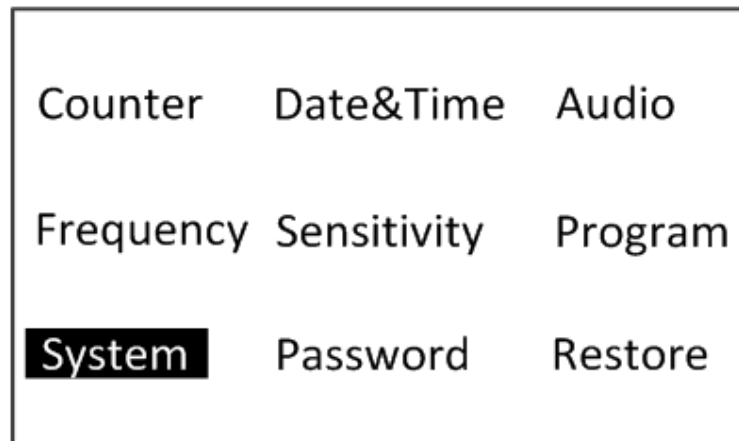 Counter Date&Time Audio
Frequency Sensitivity Program
System Password Restore